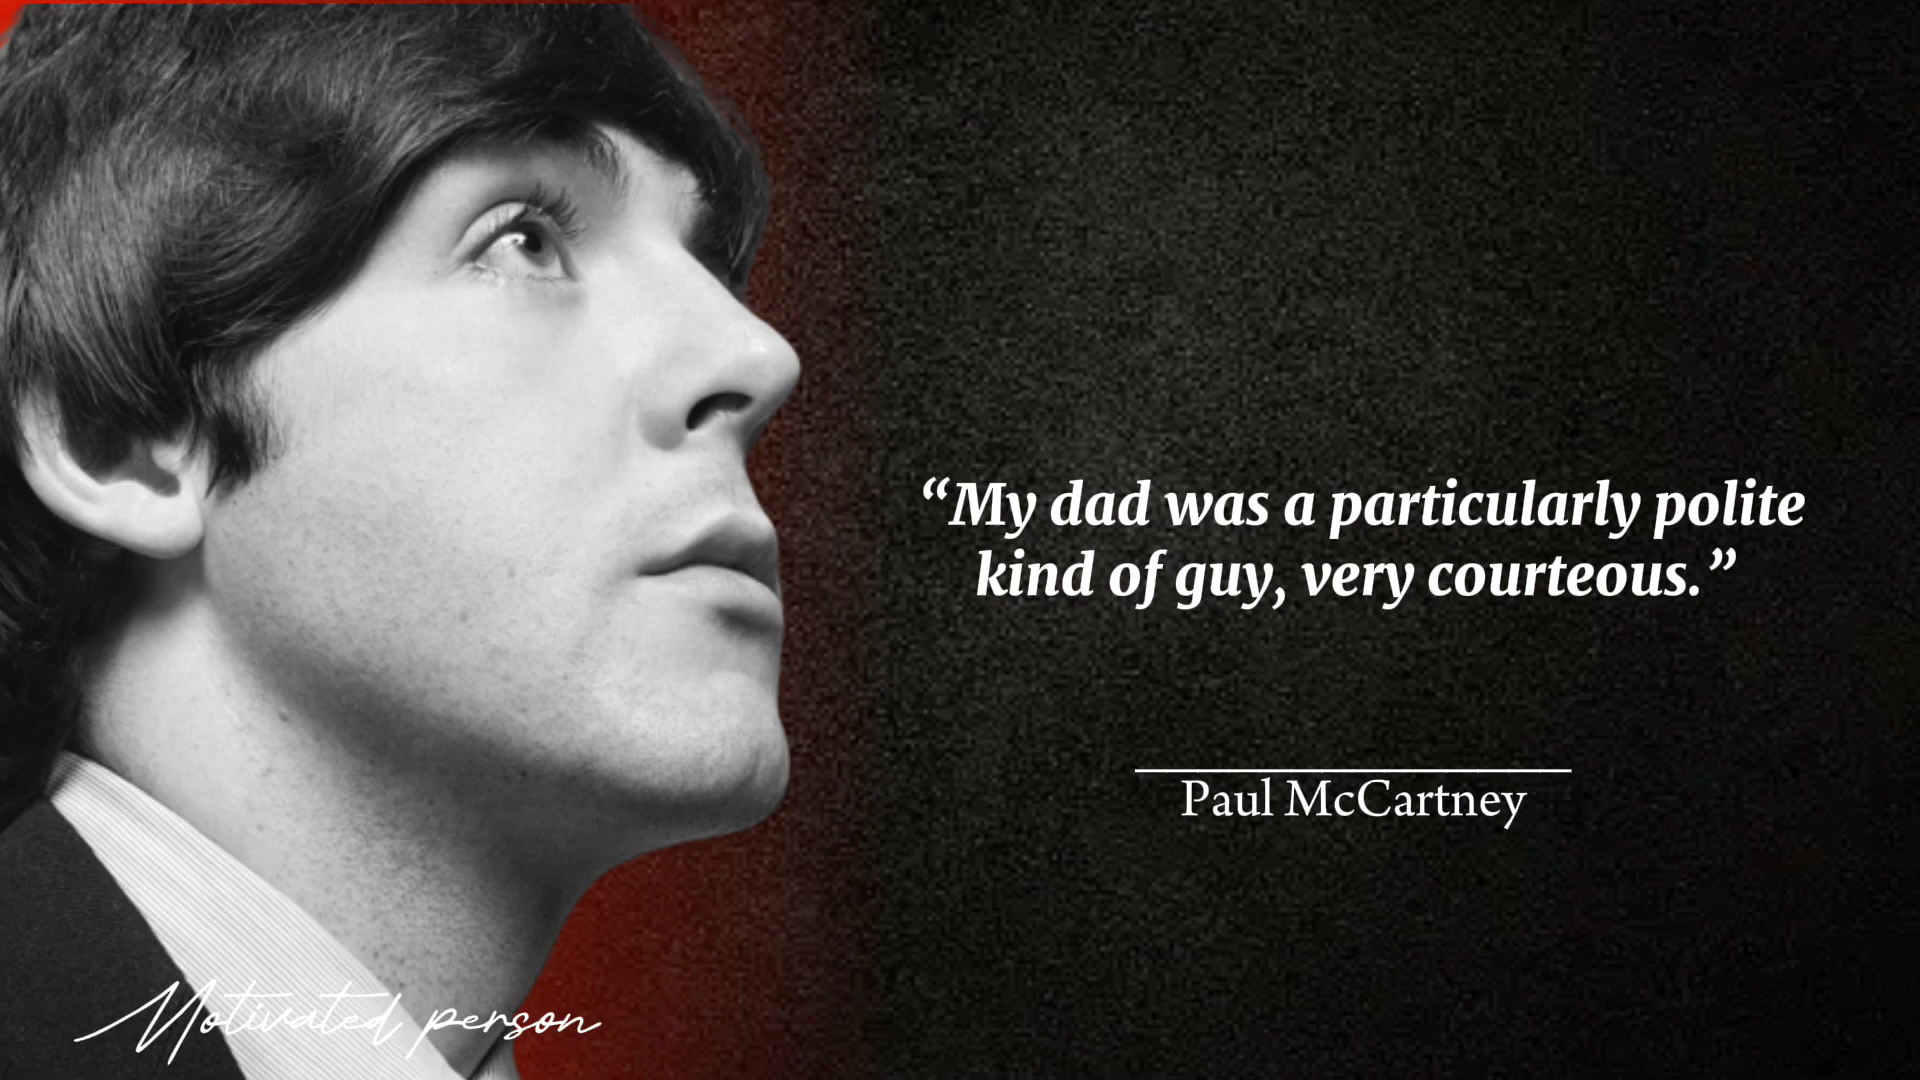 “My dad was a particularly polite
kind of guy, very courteous.”
Paul McCartney
Motivated person